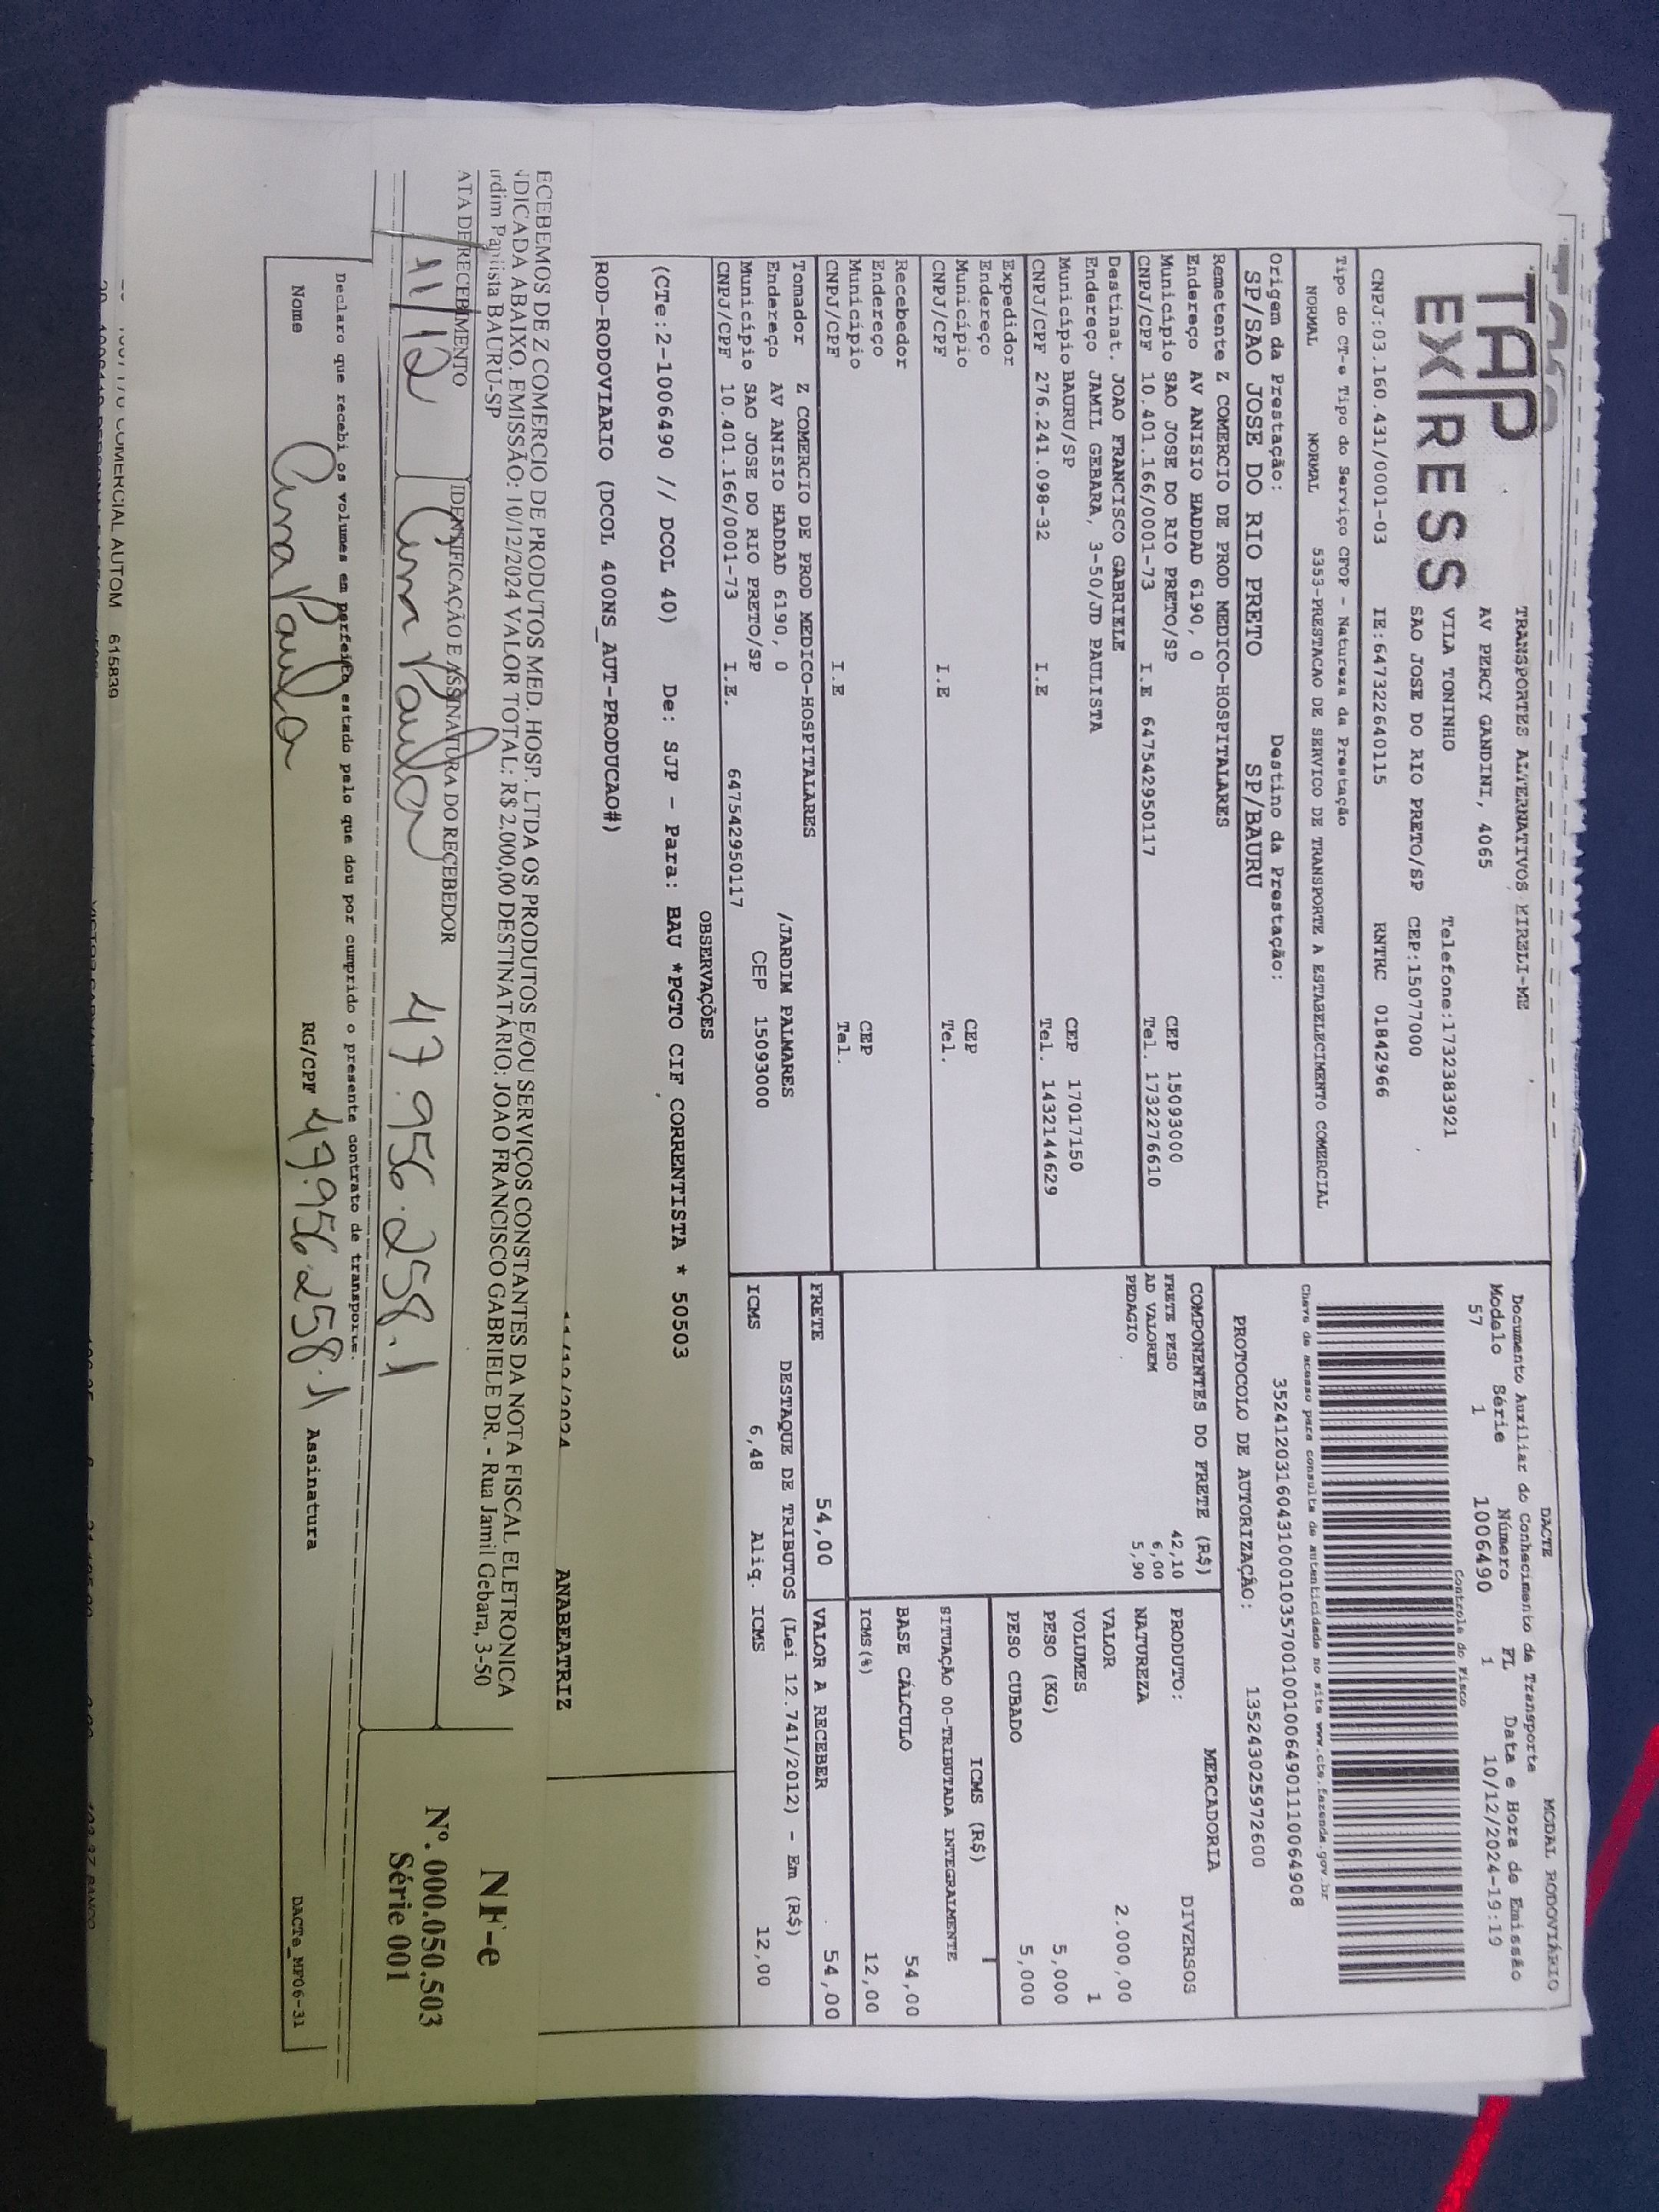 TAP
EXPRESS
TRANSPORTES ALTERNATIVOS EIRELI-ME
AV PERCY GANDINI, 4065
VILA TONINHO Telefone:1732383921
SAO JOSE DO RIO PRETO/SP CEP:15077000
CNPJ:03.160.431/0001-03 IE:647322640115 RNTRC 01842966
Tipo do CT-e Tipo do Serviço CFOP - Natureza da Prestação
NORMAL NORMAL 5353-PRESTACAO DE SERVICO DE TRANSPORTE A ESTABELECIMENTO COMERCIAL
Origem da Prestação: Destino da Prestação:
SP/SAO JOSE DO RIO PRETO SP/BAURU
Remetente Z COMERCIO DE PROD MEDICO-HOSPITALARES
Endereço AV ANISIO HADDAD 6190, 0
Município SAO JOSE DO RIO PRETO/SP CEP 15093000
CNPJ/CPF 10.401.166/0001-73 I.E 647542950117 Tel. 1732276610
Destinat. JOAO FRANCISCO GABRIELE
Endereço JAMIL GEBARA, 3-50/JD PAULISTA
Município BAURU/SP CEP 17017150
CNPJ/CPF 276.241.098-32 I.E Tel. 1432144629
Expedidor
Endereço
Município CEP
CNPJ/CPF I.E Tel.
Recebedor
Endereço
Município CEP
CNPJ/CPF I.E Tel.
Tomador Z COMERCIO DE PROD MEDICO-HOSPITALARES
Endereço AV ANISIO HADDAD 6190, 0 /JARDIM PALMARES
Município SAO JOSE DO RIO PRETO/SP CEP 15093000
CNPJ/CPF 10.401.166/0001-73 I.E. 647542950117
DACTE MODAL RODOVIÁRIO
Documento Auxiliar do Conhecimento de Transporte
Modelo Série Número FL Data e Hora de Emissão
57 1 1006490 1 10/12/2024-19:19
Controle do Fisco
Chave de acesso para consulta de autenticidade no site www.cte.fazenda.gov.br
35241203160431000103570010010064901110064908
PROTOCOLO DE AUTORIZAÇÃO: 135243025972600
COMPONENTES DO FRETE (R$)
FRETE PESO 42,10
AD VALOREM 6,00
PEDAGIO 5,90
MERCADORIA
PRODUTO: DIVERSOS
NATUREZA
VALOR 2.000,00
VOLUMES 1
PESO (KG) 5,000
PESO CUBADO 5,000
ICMS (R$)
SITUAÇÃO 00-TRIBUTADA INTEGRALMENTE
BASE CÁLCULO 54,00
ICMS(%) 12,00
FRETE 54,00 VALOR A RECEBER 54,00
DESTAQUE DE TRIBUTOS (Lei 12.741/2012) - Em (R$)
ICMS 6,48 Aliq. ICMS 12,00
OBSERVAÇÕES
(CTe:2-1006490 // DCOL 40) De: SJP - Para: BAU *PGTO CIF CORRENTISTA * 50503
ROD-RODOVIARIO (DCOL 400NS_AUT-PRODUCAO#)
11/12/2024 ANABEATRIZ
ECEBEMOS DE Z COMERCIO DE PRODUTOS MED. HOSP. LTDA OS PRODUTOS E/OU SERVIÇOS CONSTANTES DA NOTA FISCAL ELETRONICA
NDICADA ABAIXO. EMISSÃO: 10/12/2024 VALOR TOTAL: R$ 2.000,00 DESTINATÁRIO: JOAO FRANCISCO GABRIELE DR. - Rua Jamil Gebara, 3-50
rdim Paulista BAURU-SP
ATA DE RECEBIMENTO IDENTIFICAÇÃO E ASSINATURA DO RECEBEDOR
11/12 Ana Paula 47.956.258.1
NF-e
Nº. 000.050.503
Série 001
Declaro que recebi os volumes em perfeito estado pelo que dou por cumprido o presente contrato de transporte.
Nome Ana Paula RG/CPF 47.956.258.1 Assinatura DACTe_MF06-31
COMERCIAL AUTOM 615839